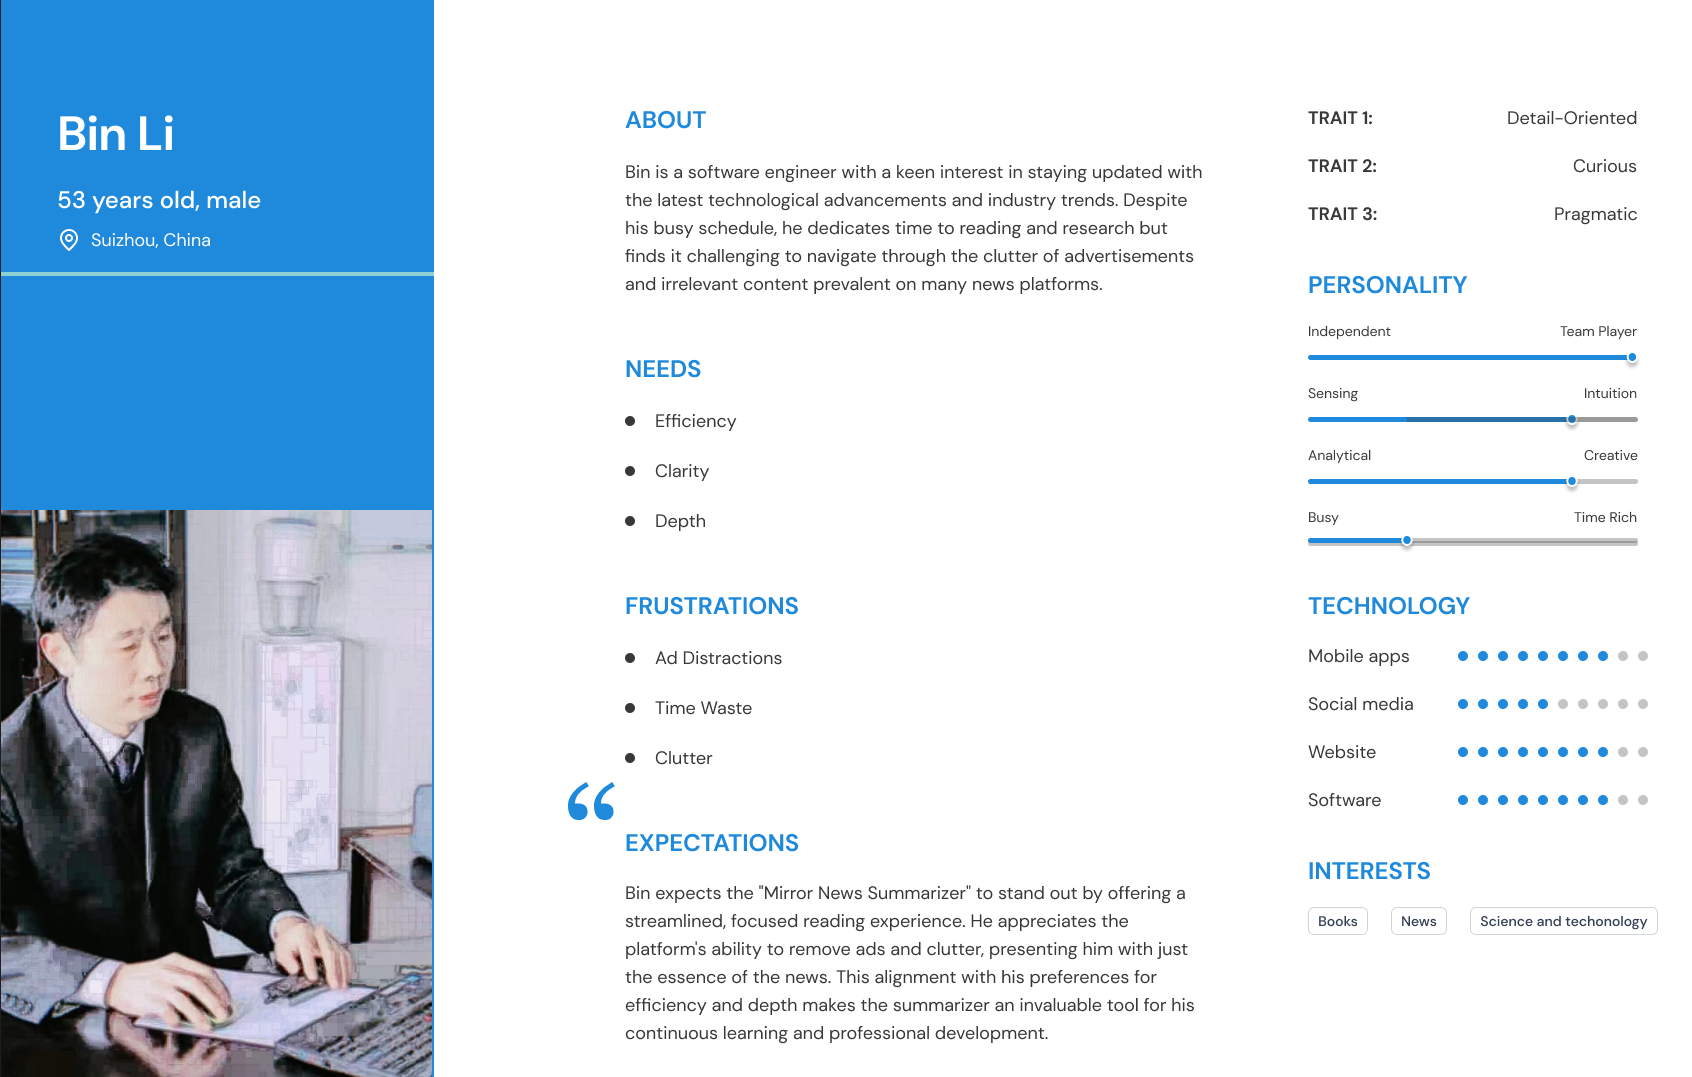 Bin Li
53 years old, male
Suizhou, China
ABOUT
Bin is a software engineer with a keen interest in staying updated with
the latest technological advancements and industry trends. Despite
his busy schedule, he dedicates time to reading and research but
finds it challenging to navigate through the clutter of advertisements
and irrelevant content prevalent on many news platforms.
NEEDS
Efficiency
Clarity
Depth
FRUSTRATIONS
Ad Distractions
Time Waste
Clutter
“
EXPECTATIONS
Bin expects the "Mirror News Summarizer" to stand out by offering a
streamlined, focused reading experience. He appreciates the
platform's ability to remove ads and clutter, presenting him with just
the essence of the news. This alignment with his preferences for
efficiency and depth makes the summarizer an invaluable tool for his
continuous learning and professional development.
TRAIT 1: Detail-Oriented
TRAIT 2: Curious
TRAIT 3: Pragmatic
PERSONALITY
Independent Team Player
Sensing Intuition
Analytical Creative
Busy Time Rich
TECHNOLOGY
Mobile apps
Social media
Website
Software
INTERESTS
Books News Science and techonology